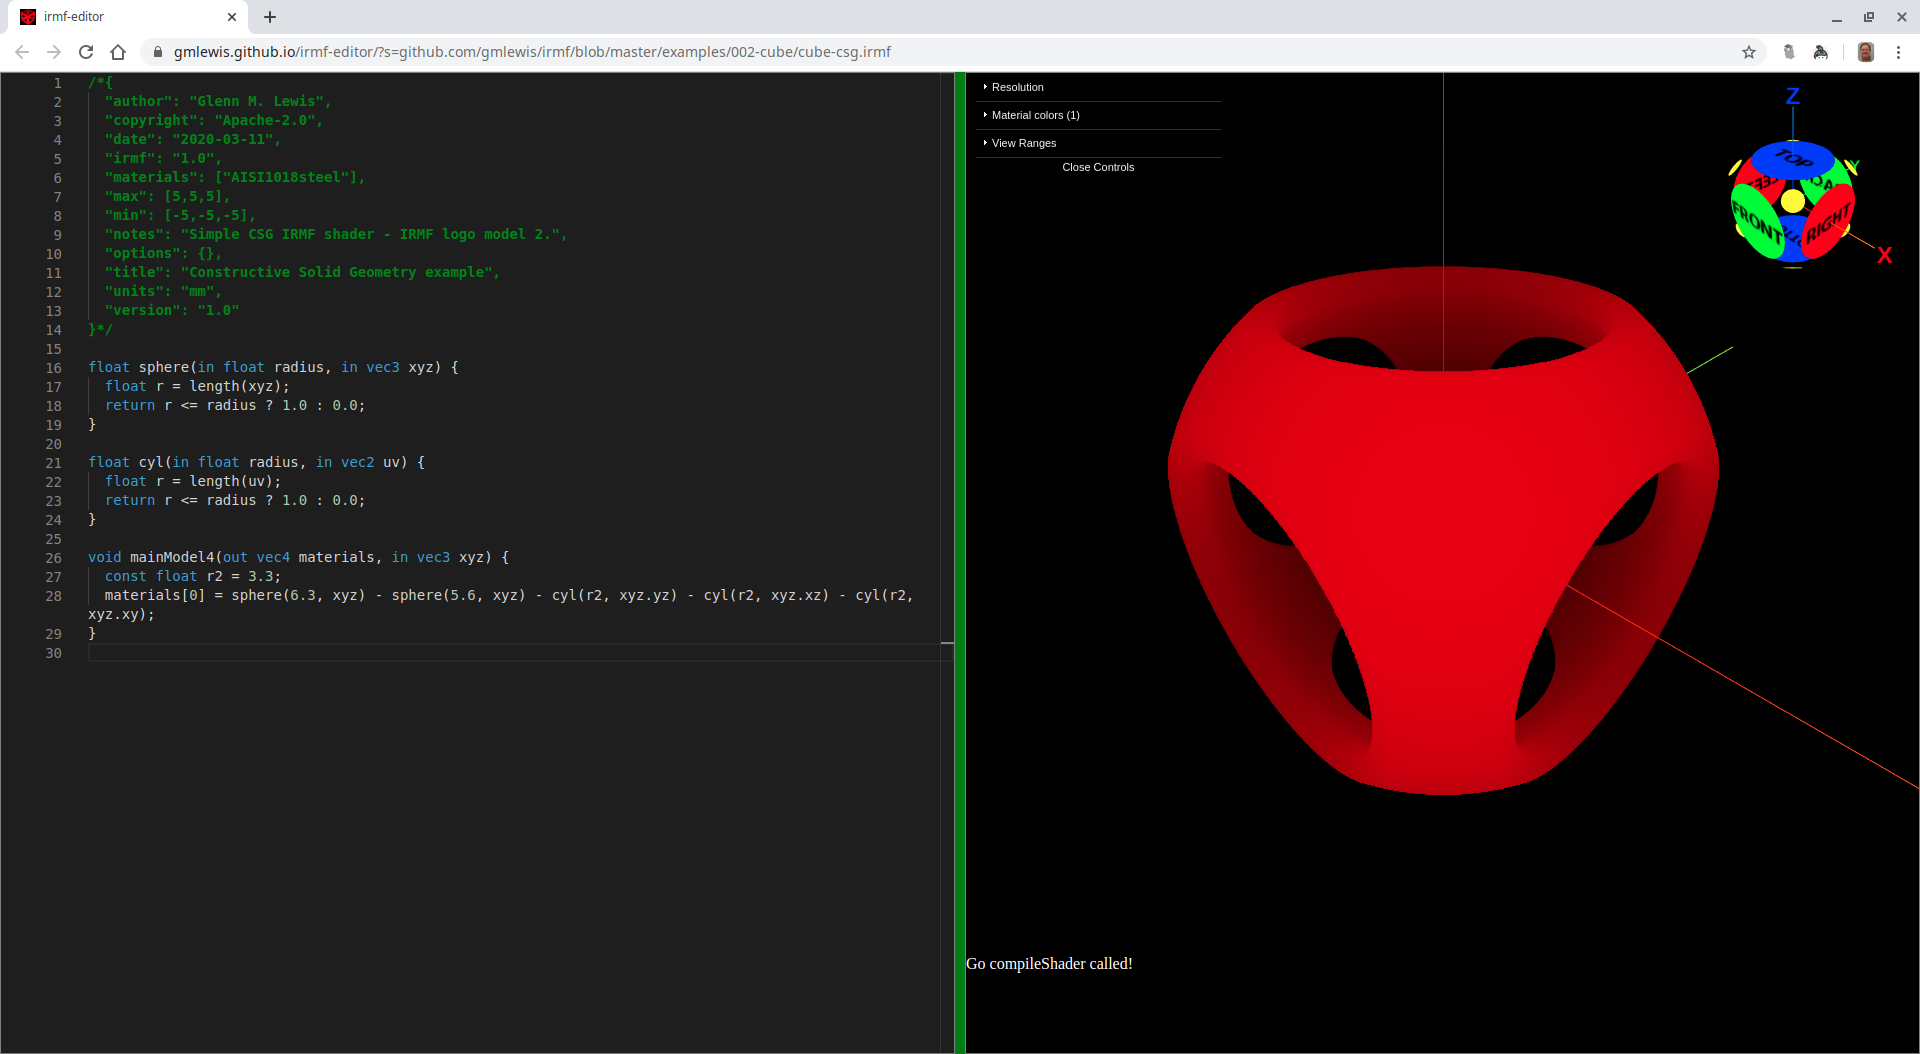 irmf-editor
gmlewis.github.io/irmf-editor/?s=github.com/gmlewis/irmf/blob/master/examples/002-cube/cube-csg.irmf
1 /*{
2   "author": "Glenn M. Lewis",
3   "copyright": "Apache-2.0",
4   "date": "2020-03-11",
5   "irmf": "1.0",
6   "materials": ["AISI1018steel"],
7   "max": [5,5,5],
8   "min": [-5,-5,-5],
9   "notes": "Simple CSG IRMF shader - IRMF logo model 2.",
10   "options": {},
11   "title": "Constructive Solid Geometry example",
12   "units": "mm",
13   "version": "1.0"
14 }*/
15
16 float sphere(in float radius, in vec3 xyz) {
17   float r = length(xyz);
18   return r <= radius ? 1.0 : 0.0;
19 }
20
21 float cyl(in float radius, in vec2 uv) {
22   float r = length(uv);
23   return r <= radius ? 1.0 : 0.0;
24 }
25
26 void mainModel4(out vec4 materials, in vec3 xyz) {
27   const float r2 = 3.3;
28   materials[0] = sphere(6.3, xyz) - sphere(5.6, xyz) - cyl(r2, xyz.yz) - cyl(r2, xyz.xz) - cyl(r2,
xyz.xy);
29 }
30
Resolution
Material colors (1)
View Ranges
Close Controls
Z
TOP
Y
FRONT
RIGHT
X
Go compileShader called!